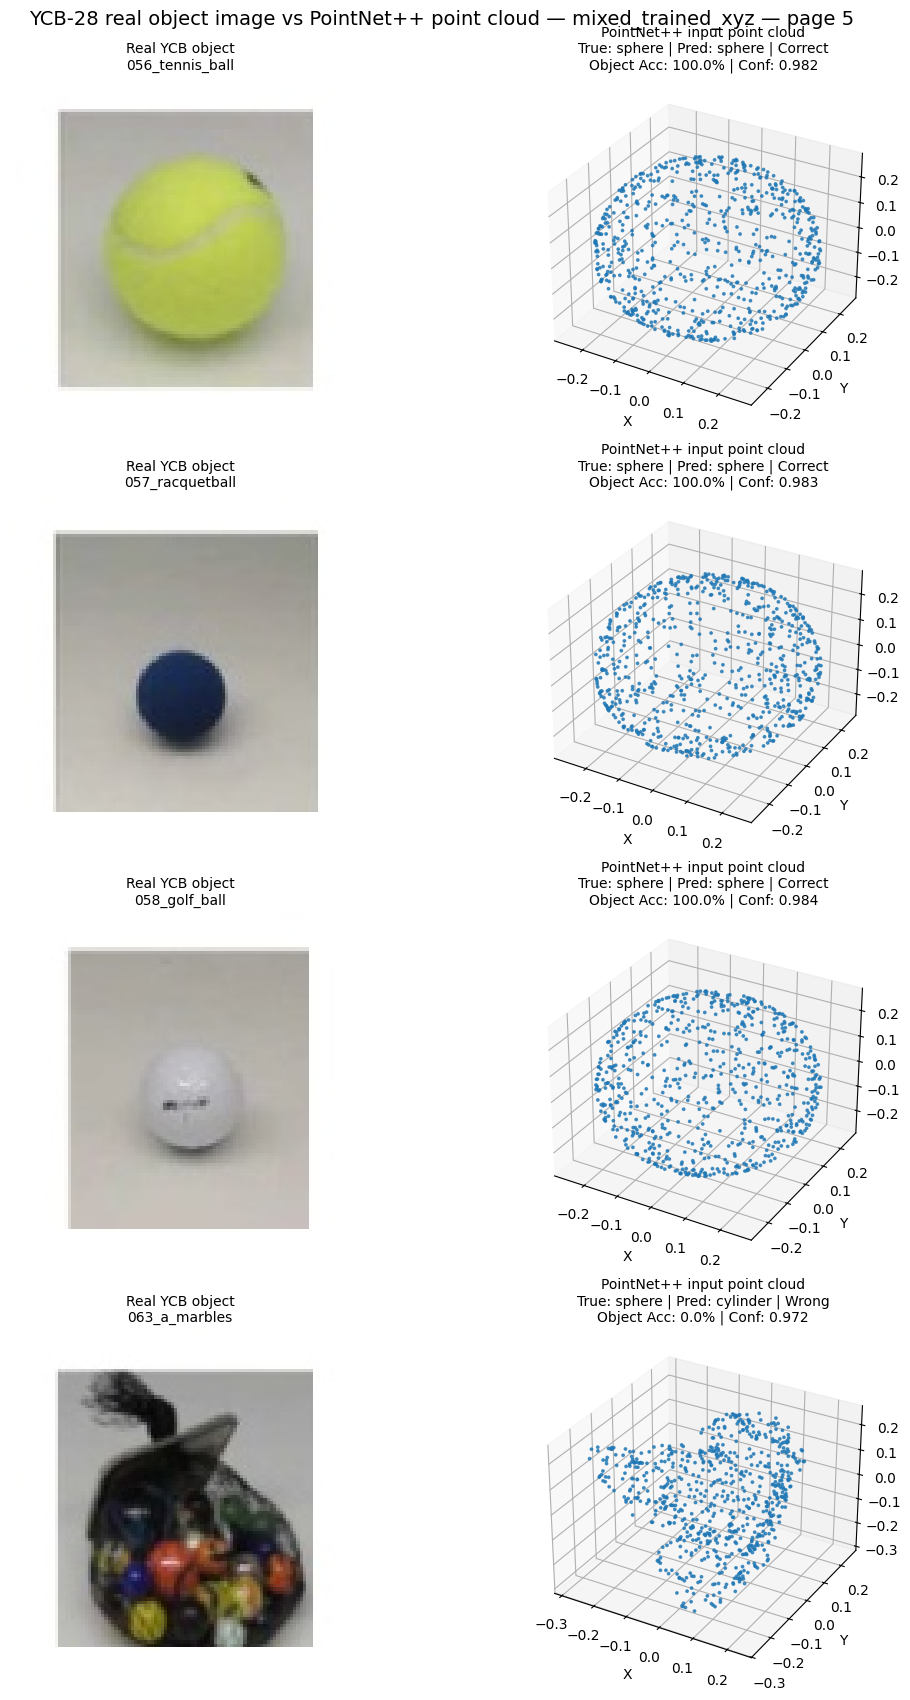 YCB-28 real object image vs PointNet++ point cloud — mixed_trained_xyz — page 5
Real YCB object
056_tennis_ball
PointNet++ input point cloud
True: sphere | Pred: sphere | Correct
Object Acc: 100.0% | Conf: 0.982
0.2
0.1
0.0
−0.1
−0.2
−0.2
−0.1
0.0
0.1
0.2
X
−0.2
−0.1
0.0
0.1
0.2
Y
Real YCB object
057_racquetball
PointNet++ input point cloud
True: sphere | Pred: sphere | Correct
Object Acc: 100.0% | Conf: 0.983
0.2
0.1
0.0
−0.1
−0.2
−0.2
−0.1
0.0
0.1
0.2
X
−0.2
−0.1
0.0
0.1
0.2
Y
Real YCB object
058_golf_ball
PointNet++ input point cloud
True: sphere | Pred: sphere | Correct
Object Acc: 100.0% | Conf: 0.984
0.2
0.1
0.0
−0.1
−0.2
−0.2
−0.1
0.0
0.1
0.2
X
−0.2
−0.1
0.0
0.1
0.2
Y
Real YCB object
063_a_marbles
PointNet++ input point cloud
True: sphere | Pred: cylinder | Wrong
Object Acc: 0.0% | Conf: 0.972
0.2
0.1
0.0
−0.1
−0.2
−0.3
−0.3
−0.2
−0.1
0.0
0.1
0.2
X
−0.3
−0.2
−0.1
0.0
0.1
0.2
Y